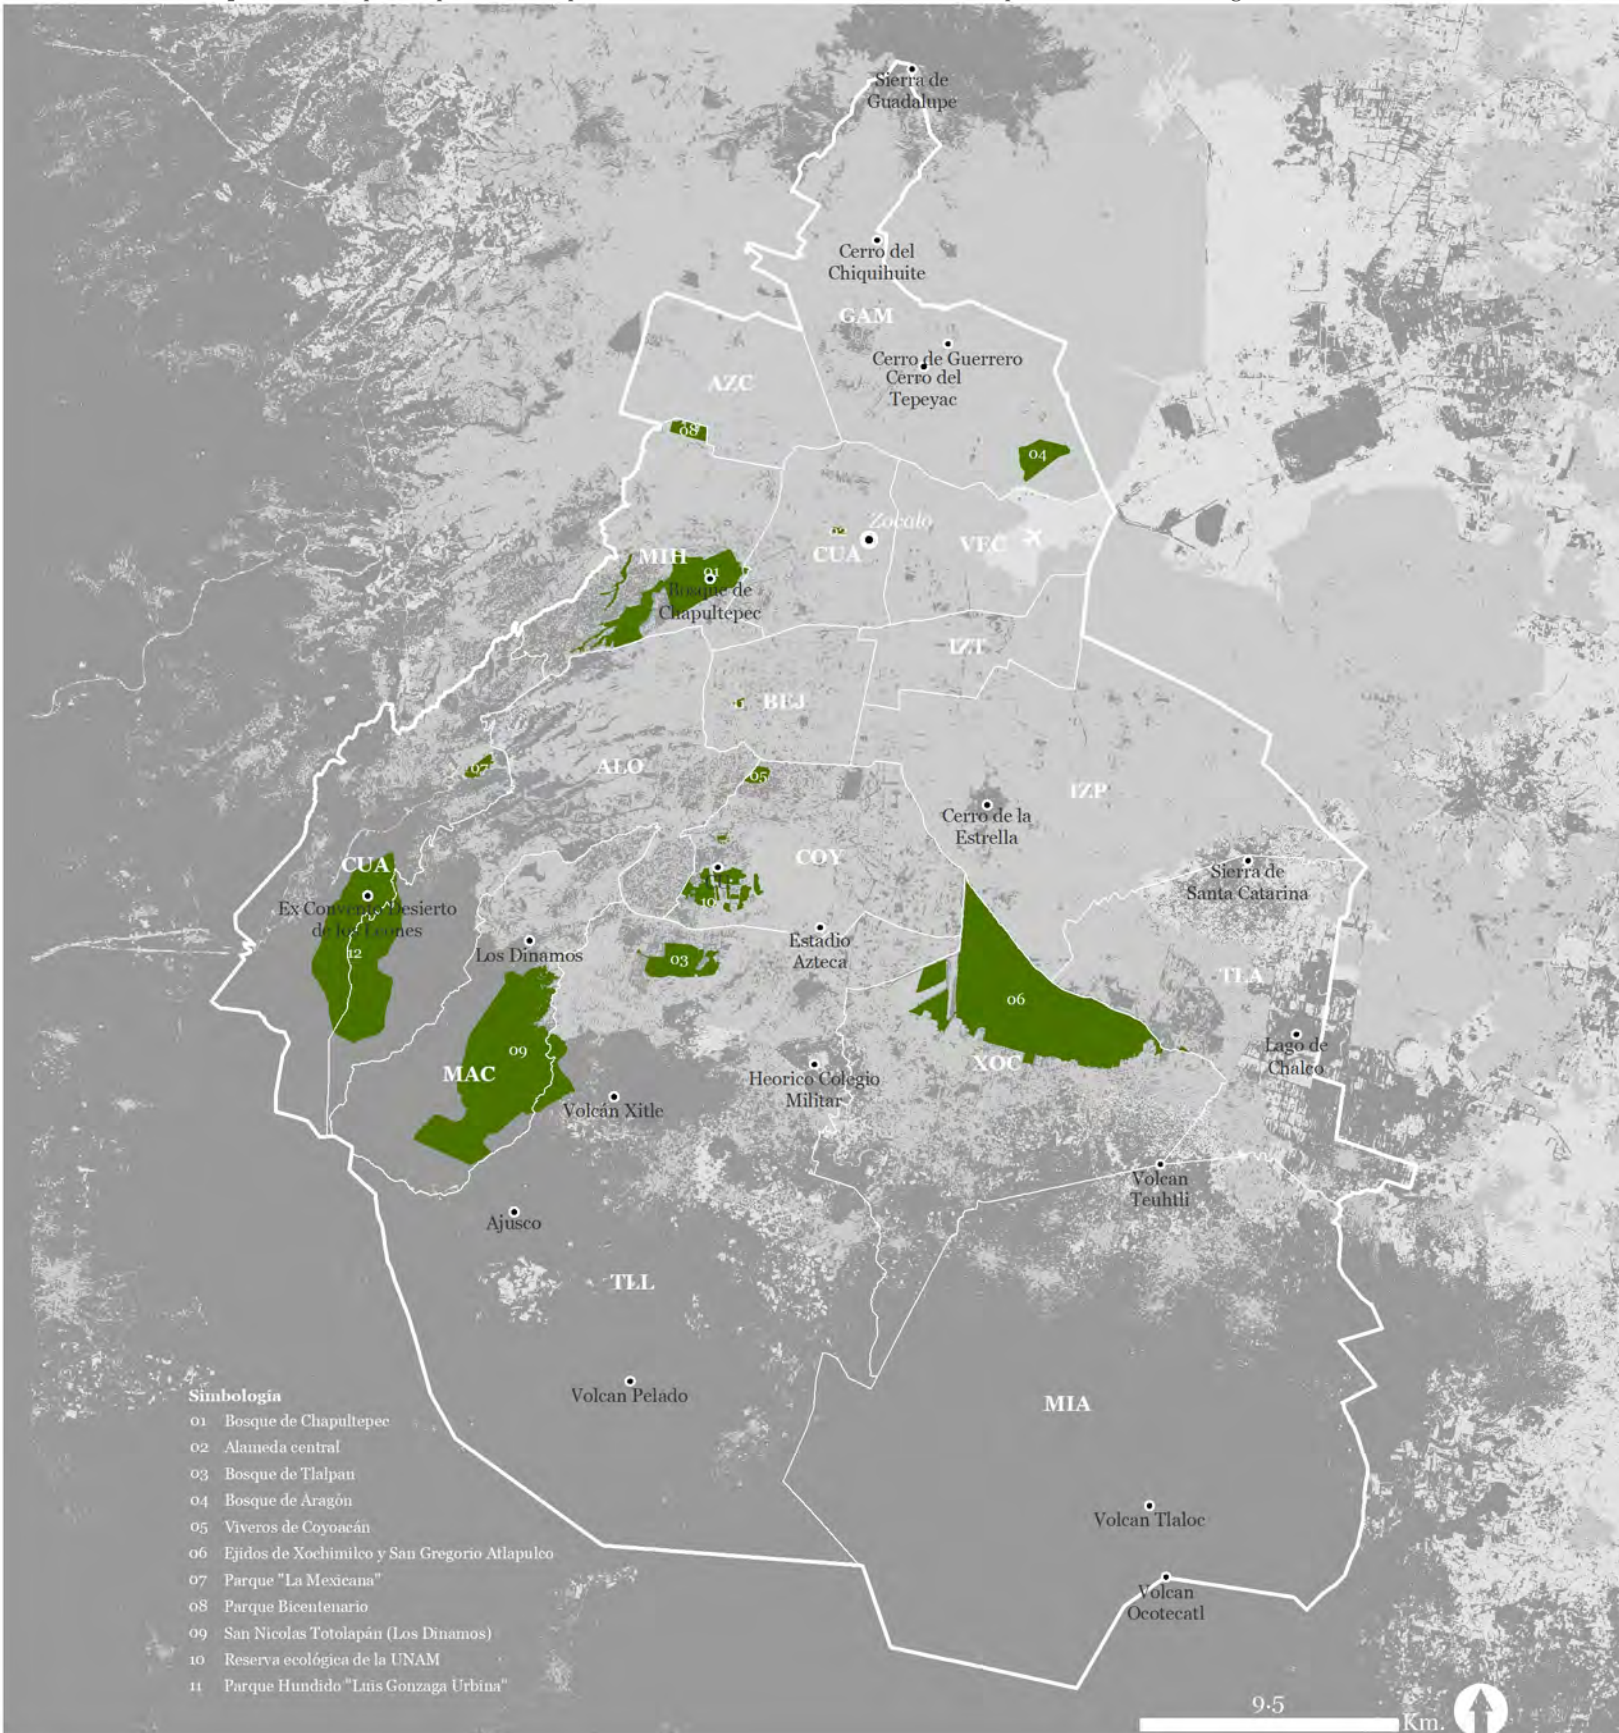 Sierra de
Guadalupe
Cerro del
Chiquihuite
GAM
Cerro de Guerrero
Cerro del
Tepeyac
AZC
08
04
Zocalo
02
CUA
VEC
MIH
01
Bosque de
Chapultepec
IZT
11
BEJ
07
ALO
05
IZP
Cerro de la
Estrella
COY
CUA
Sierra de
Santa Catarina
CU
10
Ex Convento Desierto
de los Leones
12
Los Dinamos
03
Estadio
Azteca
TLA
06
Lago de
Chalco
09
MAC
XOC
Heorico Colegio
Militar
Volcán Xitle
Volcan
Teuhtli
Ajusco
TLL
Volcan Pelado
MIA
Volcan Tlaloc
Volcan
Ocotecatl
Simbología
01 Bosque de Chapultepec
02 Alameda central
03 Bosque de Tlalpan
04 Bosque de Aragón
05 Viveros de Coyoacán
06 Ejidos de Xochimilco y San Gregorio Atlapulco
07 Parque "La Mexicana"
08 Parque Bicentenario
09 San Nicolas Totolapán (Los Dinamos)
10 Reserva ecológica de la UNAM
11 Parque Hundido "Luis Gonzaga Urbina"
9.5
Km.